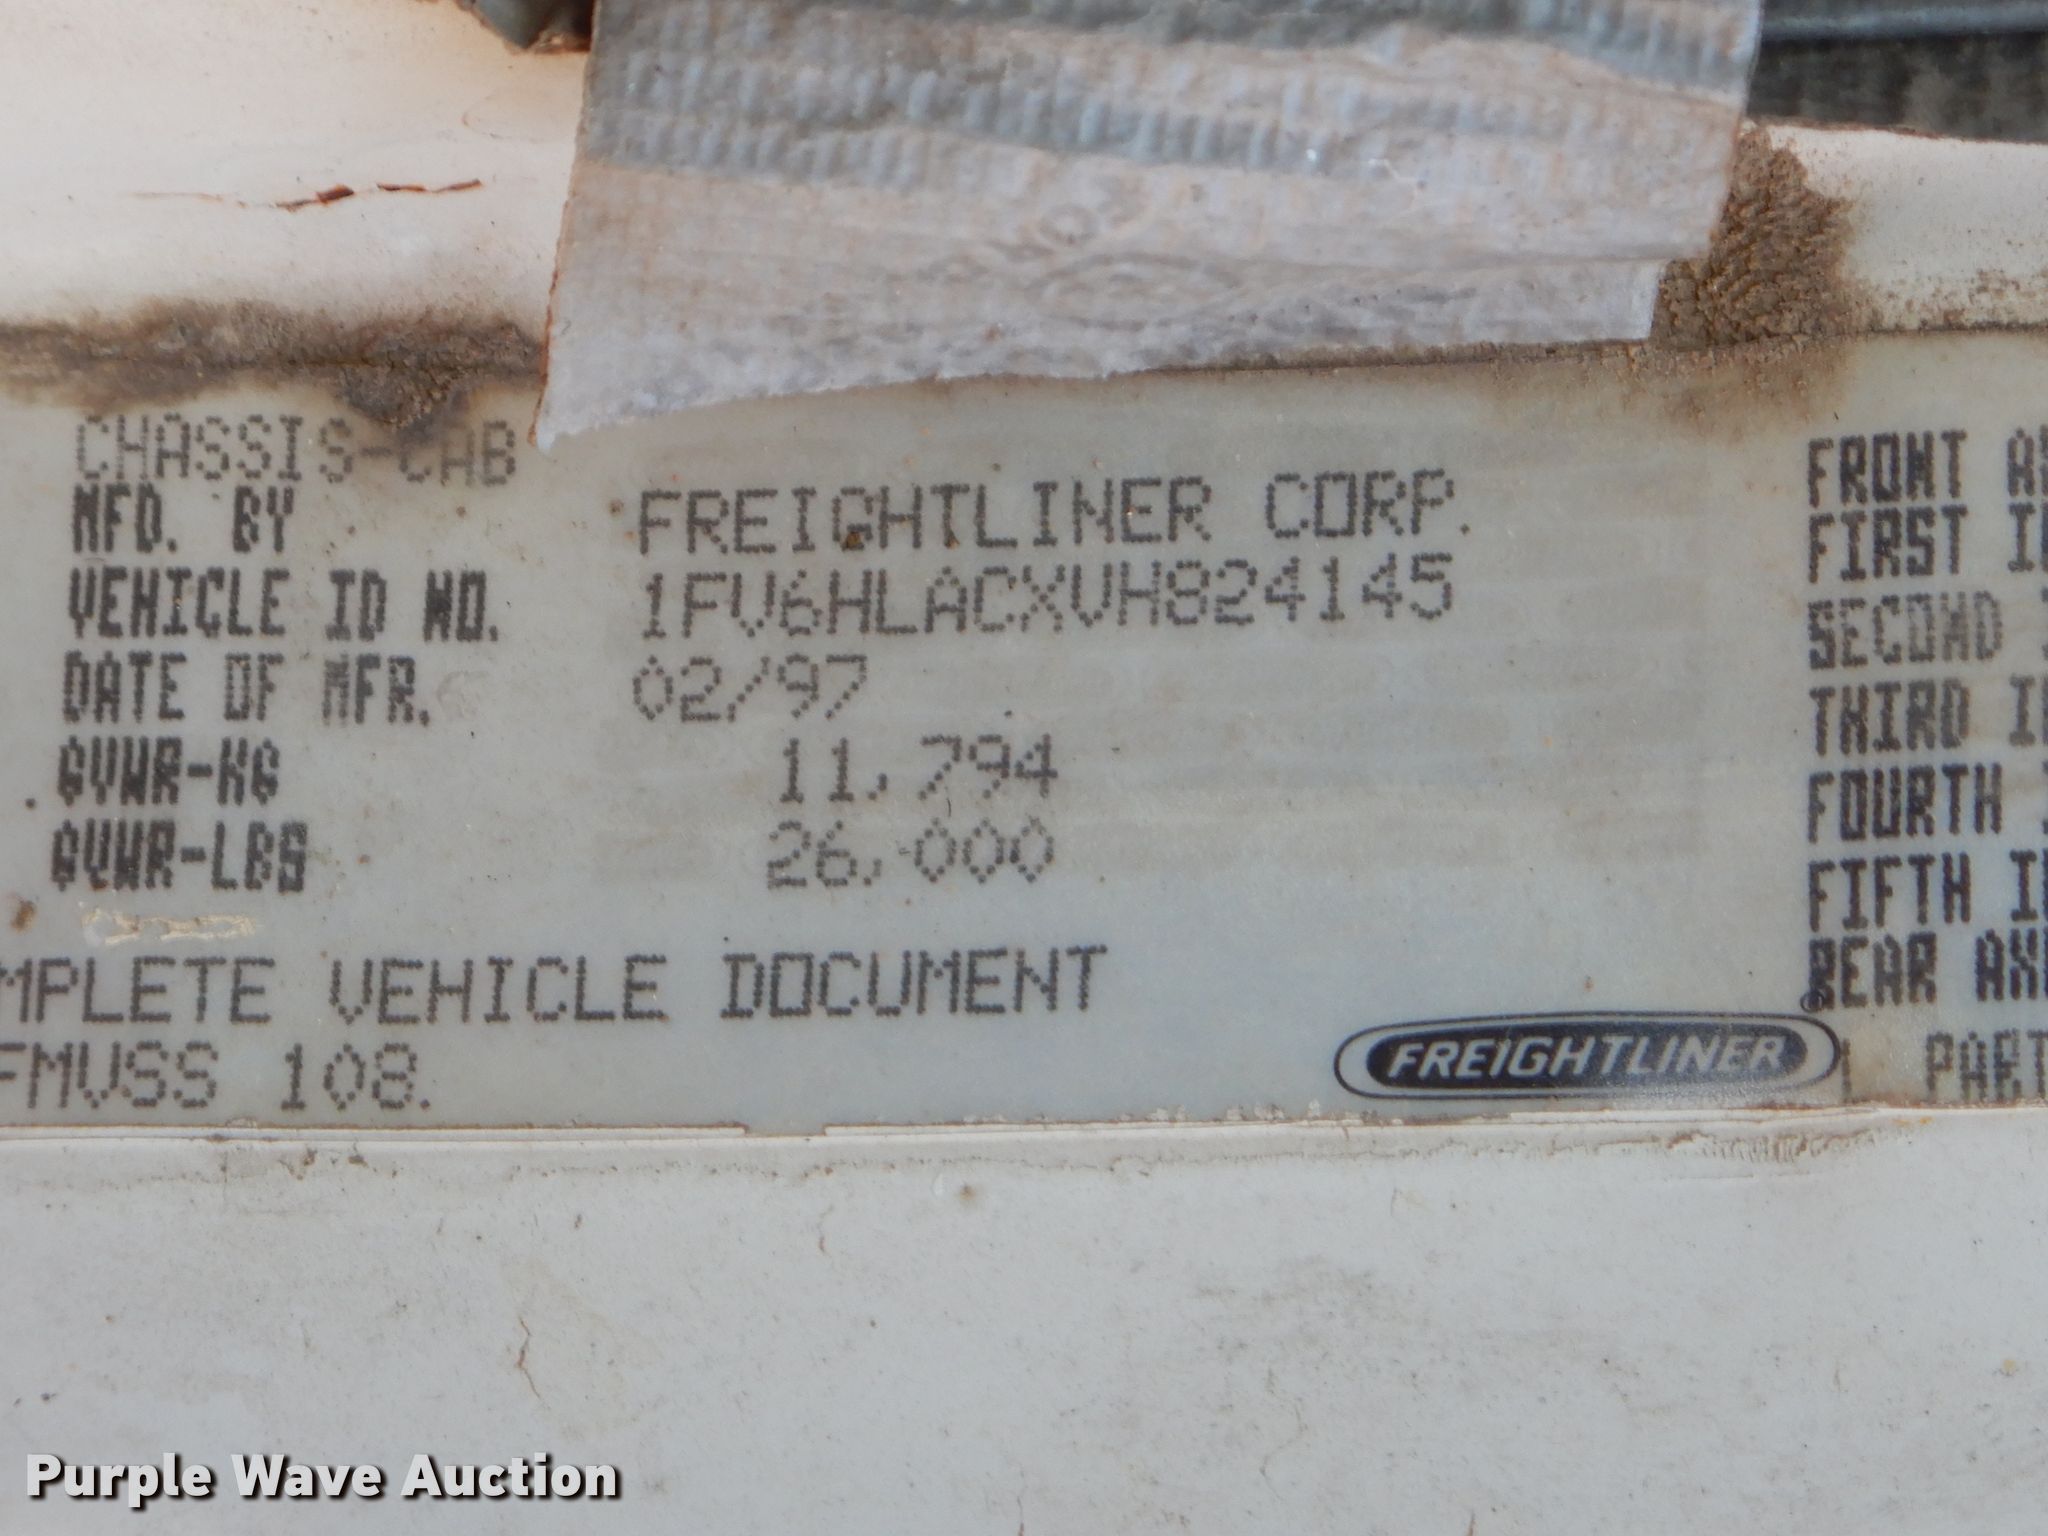 CHASSIS-CAB
MFD. BY FREIGHTLINER CORP.
VEHICLE ID NO. 1FV6HLACXVH824145
DATE OF MFR. 02/97
GVWR-KG 11,794
GVWR-LBS 26,000
MPLETE VEHICLE DOCUMENT
FMVSS 108.
FREIGHTLINER
FRONT A
FIRST I
SECOND
THIRD I
FOURTH
FIFTH I
REAR AX
PART
Purple Wave Auction